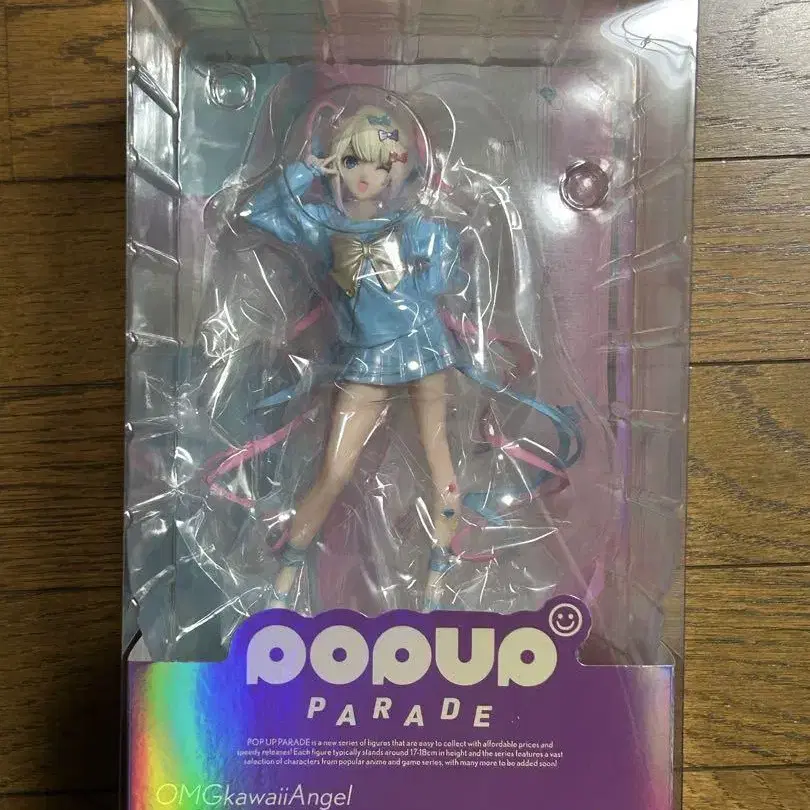 POPUP
PARADE
POP UP PARADE is a new series of figures that are easy to collect with affordable prices and
speedy releases! Each figure typically stands around 17-18cm in height and the series features a vast
selection of characters from popular anime and game series, with many more to be added soon!
OMGkawaiiAngel